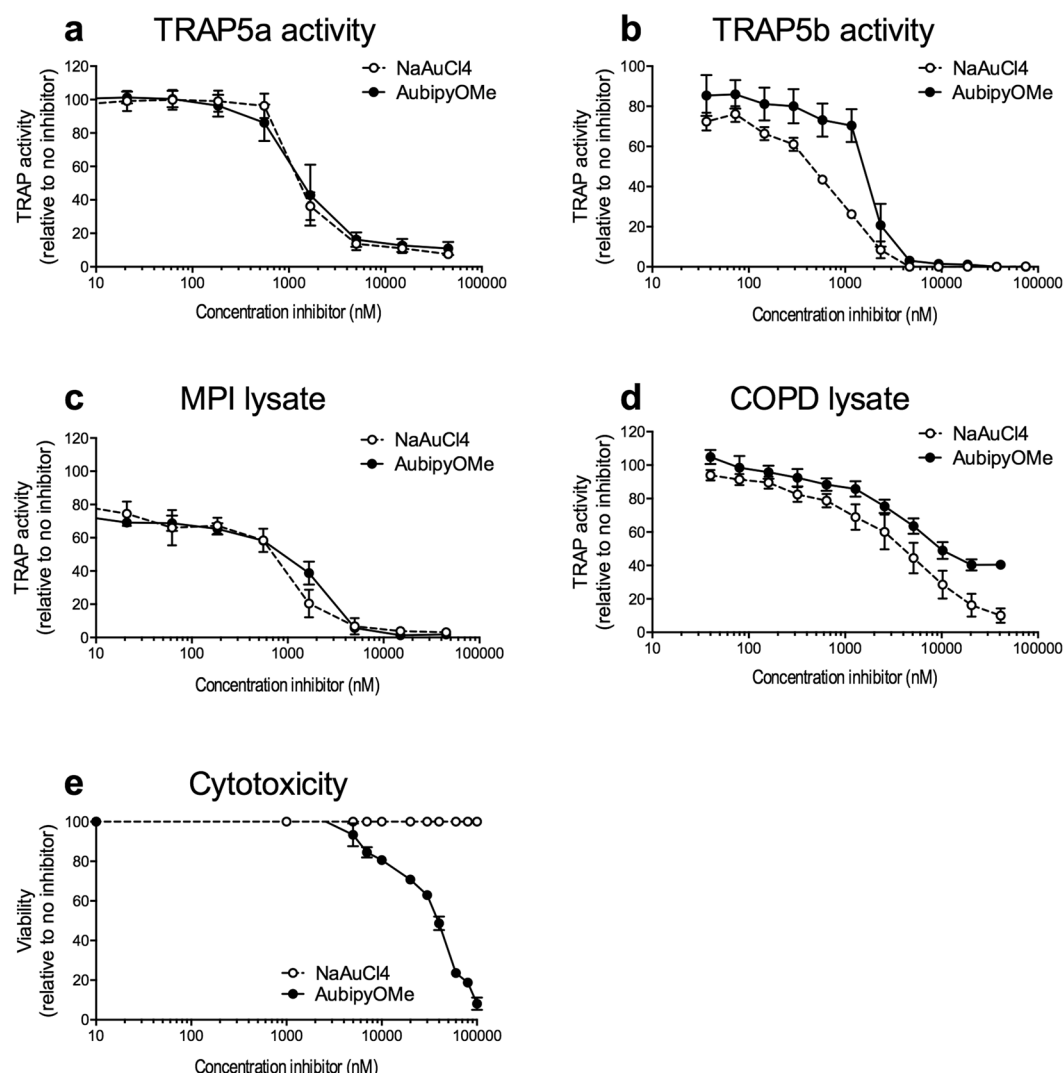 a TRAP5a activity
TRAP activity
(relative to no inhibitor)
120
100
80
60
40
20
0
10 100 1000 10000 100000
Concentration inhibitor (nM)
NaAuCl4
AubipyOMe
b TRAP5b activity
TRAP activity
(relative to no inhibitor)
100
80
60
40
20
0
10 100 1000 10000 100000
Concentration inhibitor (nM)
NaAuCl4
AubipyOMe
c MPI lysate
TRAP activity
(relative to no inhibitor)
120
100
80
60
40
20
0
10 100 1000 10000 100000
Concentration inhibitor (nM)
NaAuCl4
AubipyOMe
d COPD lysate
TRAP activity
(relative to no inhibitor)
120
100
80
60
40
20
0
10 100 1000 10000 100000
Concentration inhibitor (nM)
NaAuCl4
AubipyOMe
e Cytotoxicity
Viability
(relative to no inhibitor)
100
80
60
40
20
0
10 100 1000 10000 100000
Concentration inhibitor (nM)
NaAuCl4
AubipyOMe